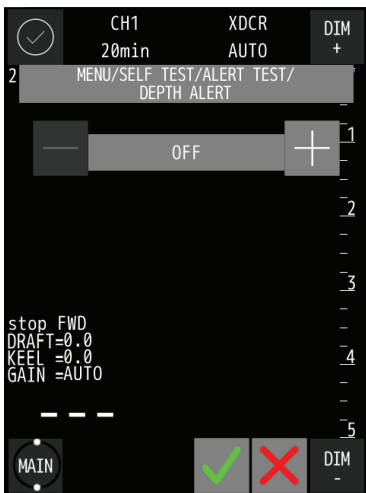 CH1 XDCR DIM
20min AUTO +
2 MENU/SELF TEST/ALERT TEST/
DEPTH ALERT
— OFF +
1
2
3
stop FWD
DRAFT=0.0
KEEL =0.0
4
GAIN =AUTO
– – –
5
MAIN DIM
-